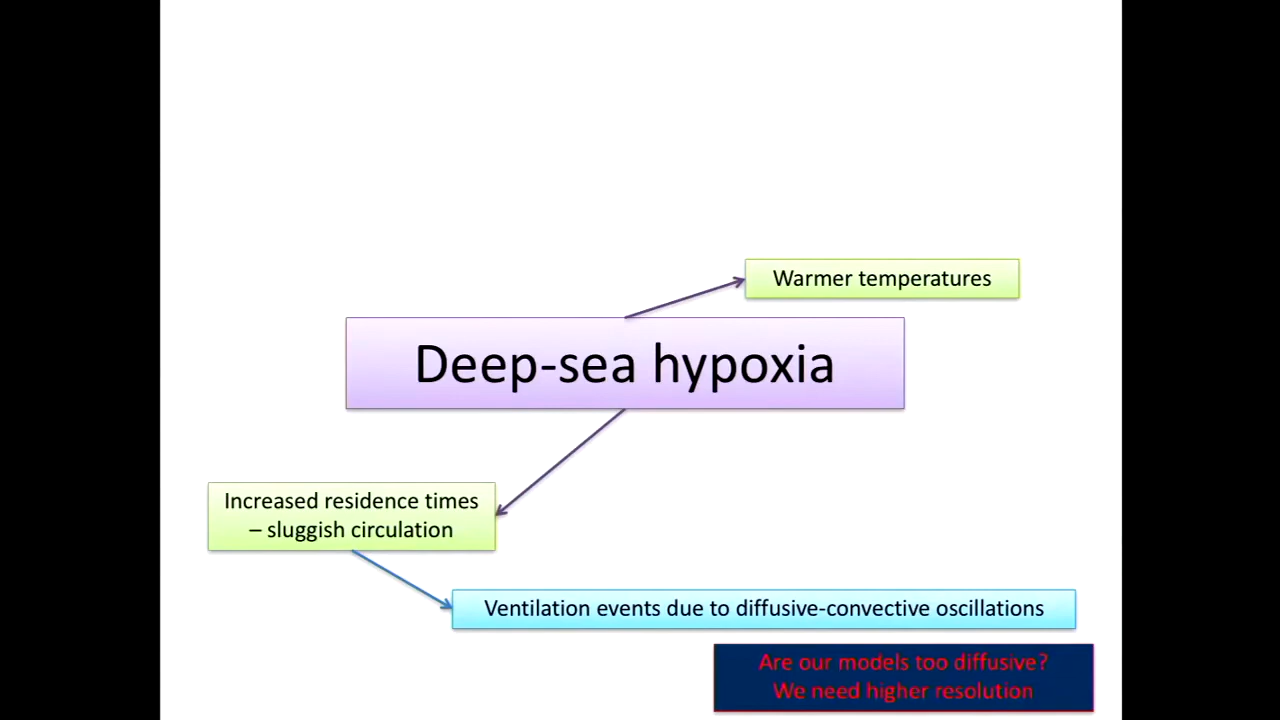 Warmer temperatures
Deep-sea hypoxia
Increased residence times
– sluggish circulation
Ventilation events due to diffusive-convective oscillations
Are our models too diffusive?
We need higher resolution